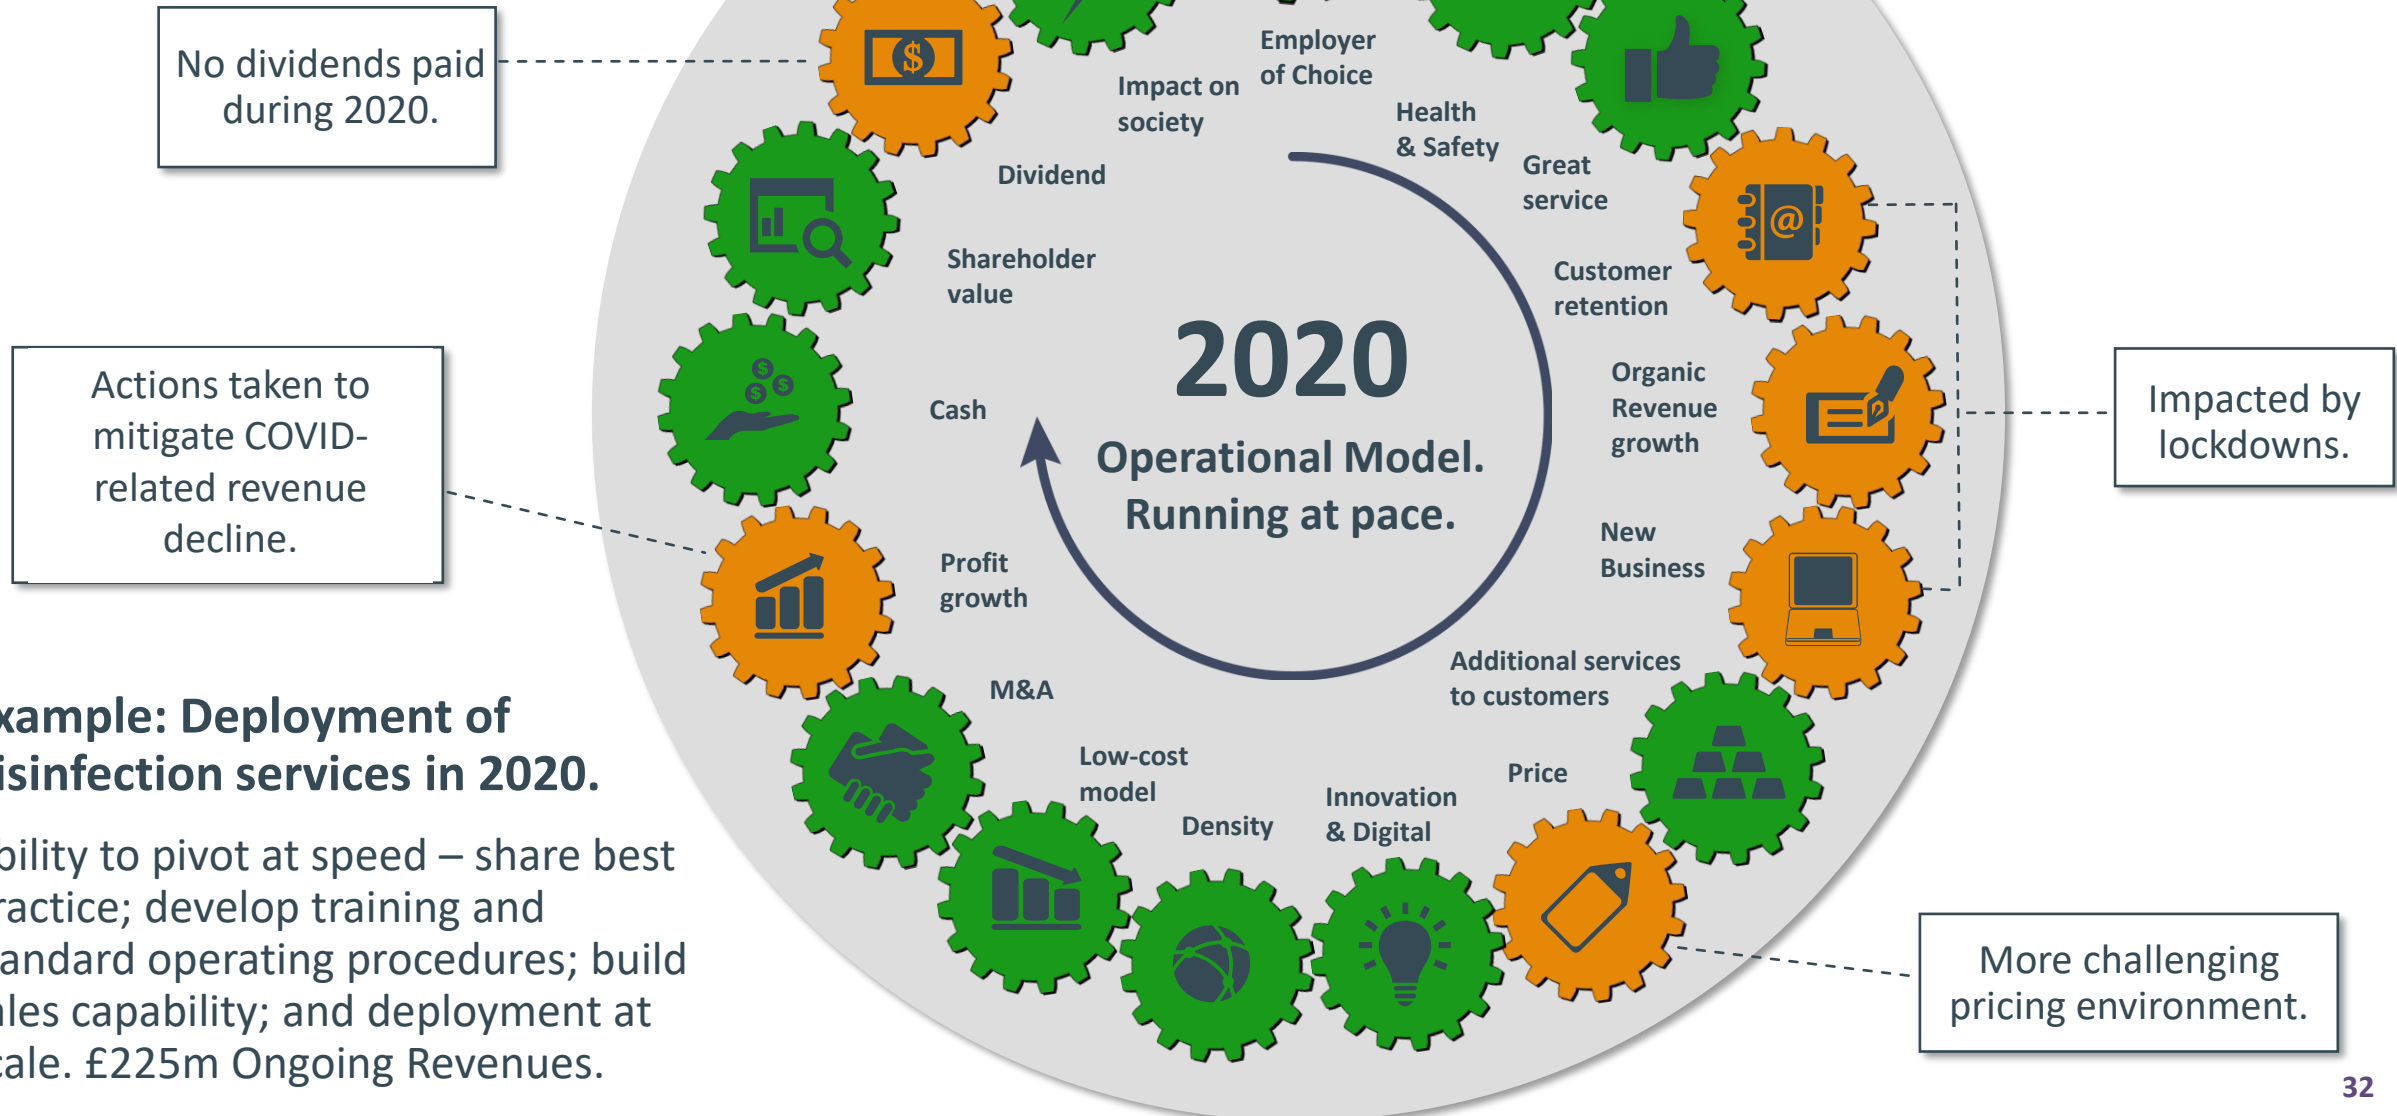 No dividends paid
during 2020.
Employer
of Choice
Impact on
society
Health
& Safety
Great
service
Dividend
Shareholder
value
Customer
retention
2020
Operational Model.
Running at pace.
Organic
Revenue
growth
Cash
Actions taken to
mitigate COVID-
related revenue
decline.
Impacted by
lockdowns.
New
Business
Profit
growth
Additional services
to customers
M&A
Low-cost
model
Density
Innovation
& Digital
Price
xample: Deployment of
isinfection services in 2020.
bility to pivot at speed – share best
ractice; develop training and
andard operating procedures; build
ales capability; and deployment at
cale. £225m Ongoing Revenues.
More challenging
pricing environment.
32
$
$
$
$
@